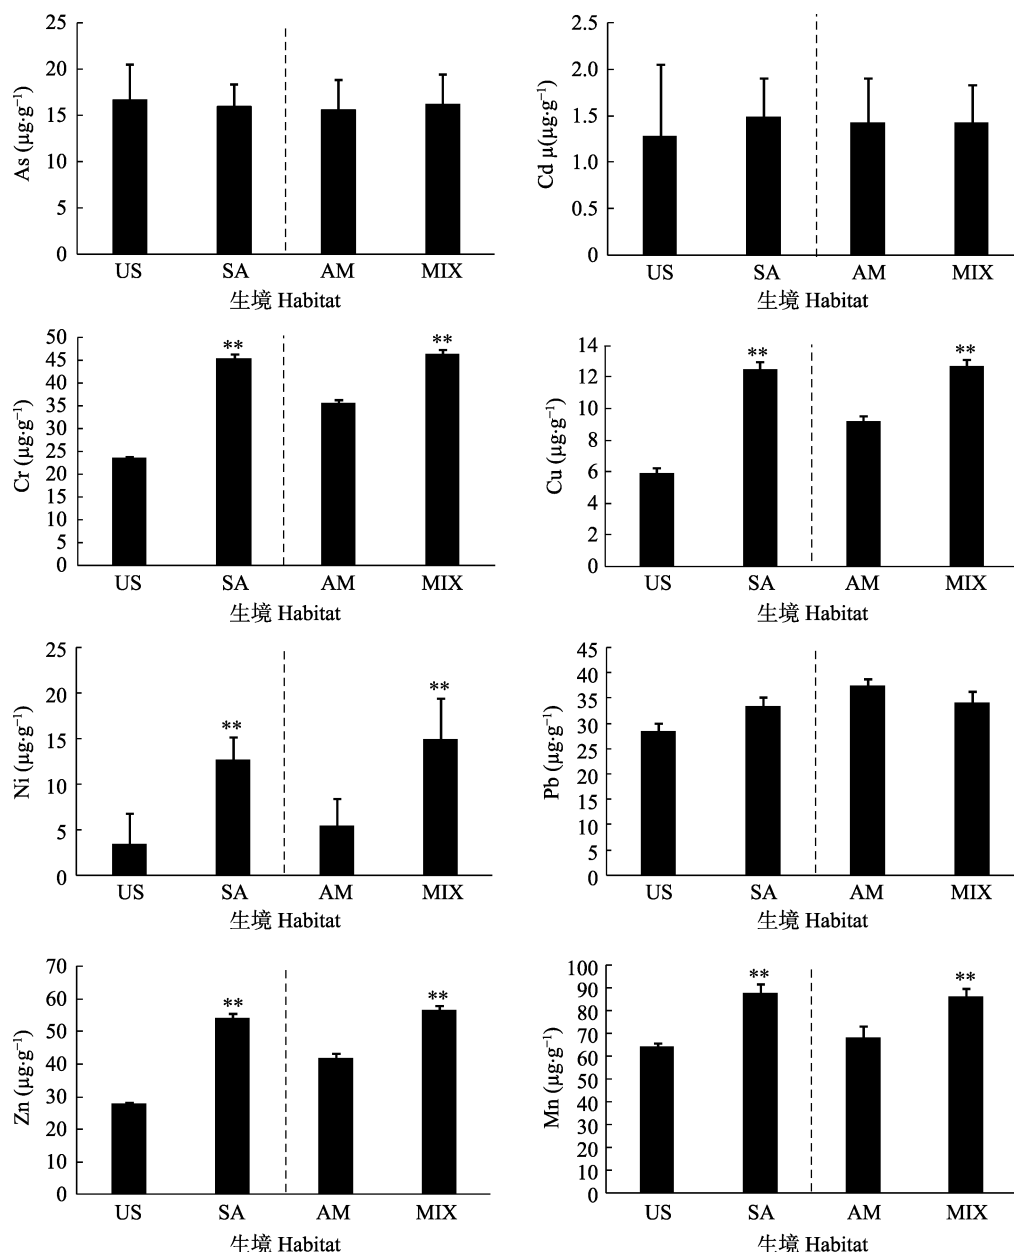 25
20
15
10
5
0
As (μg·g⁻¹)
US SA AM MIX
生境 Habitat
2.5
2.0
1.5
1.0
0.5
0
Cd μ(μg·g⁻¹)
US SA AM MIX
生境 Habitat
50
45
35
30
25
20
15
10
5
0
Cr (μg·g⁻¹)
** **
US SA AM MIX
生境 Habitat
14
12
10
8
6
4
2
0
Cu (μg·g⁻¹)
** **
US SA AM MIX
生境 Habitat
25
20
15
10
5
0
Ni (μg·g⁻¹)
** **
US SA AM MIX
生境 Habitat
45
40
35
30
25
20
15
10
5
0
Pb (μg·g⁻¹)
US SA AM MIX
生境 Habitat
70
60
50
40
30
20
10
0
Zn (μg·g⁻¹)
** **
US SA AM MIX
生境 Habitat
100
90
80
70
60
50
40
30
20
10
0
Mn (μg·g⁻¹)
** **
US SA AM MIX
生境 Habitat